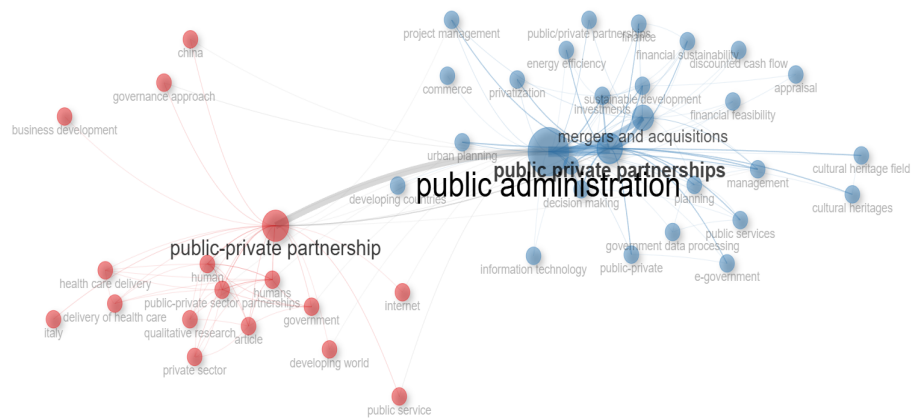 project management
public/private partnerships
finance
china
financial sustainability
energy efficiency
discounted cash flow
commerce
privatization
appraisal
governance approach
sustainable development
investments
financial feasibility
business development
mergers and acquisitions
urban planning
public private partnerships
cultural heritage field
management
public administration
developing countries
decision making
planning
cultural heritages
public services
public-private partnership
government data processing
information technology
public-private
e-government
human
health care delivery
humans
public-private sector partnerships
internet
delivery of health care
government
italy
qualitative research
article
private sector
developing world
public service